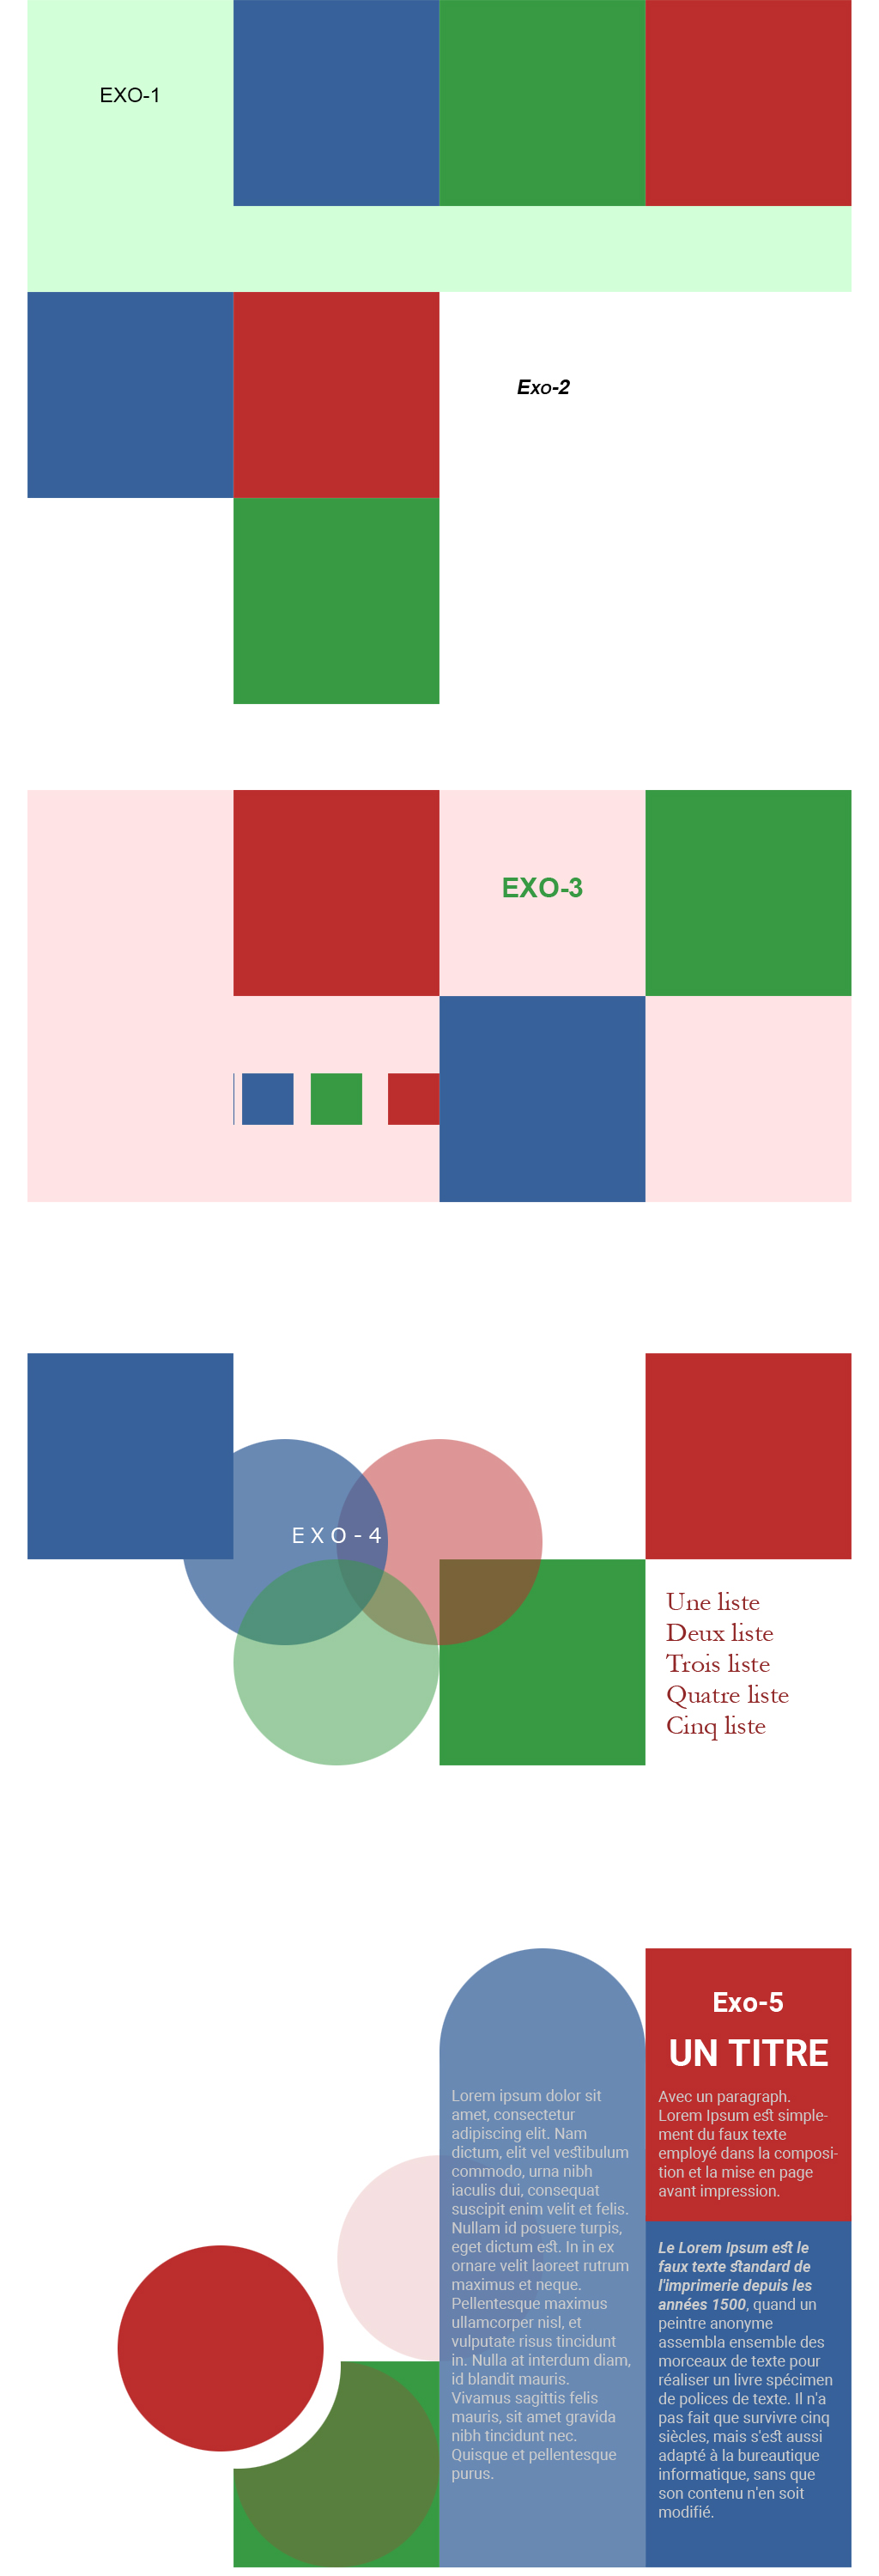 EXO-1
Exo-2
EXO-3
EXO-4
Une liste
Deux liste
Trois liste
Quatre liste
Cinq liste
Exo-5
UN TITRE
Avec un paragraph.
Lorem Ipsum est simple-
ment du faux texte
employé dans la composi-
tion et la mise en page
avant impression.
Lorem ipsum dolor sit
amet, consectetur
adipiscing elit. Nam
dictum, elit vel vestibulum
commodo, urna nibh
iaculis dui, consequat
suscipit enim velit et felis.
Nullam id posuere turpis,
eget dictum est. In in ex
ornare velit laoreet rutrum
maximus et neque.
Pellentesque maximus
ullamcorper nisl, et
vulputate risus tincidunt
in. Nulla at interdum diam,
id blandit mauris.
Vivamus sagittis felis
mauris, sit amet gravida
nibh tincidunt nec.
Quisque et pellentesque
purus.
Le Lorem Ipsum est le
faux texte standard de
l'imprimerie depuis les
années 1500, quand un
peintre anonyme
assembla ensemble des
morceaux de texte pour
réaliser un livre spécimen
de polices de texte. Il n'a
pas fait que survivre cinq
siècles, mais s'est aussi
adapté à la bureautique
informatique, sans que
son contenu n'en soit
modifié.